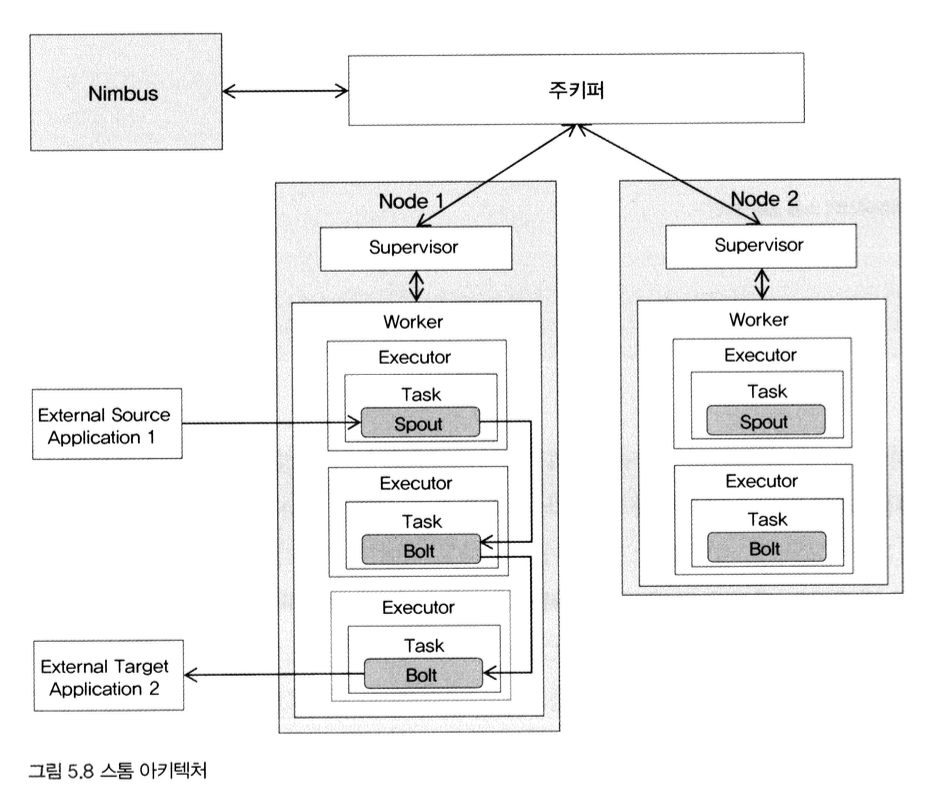 Nimbus
주키퍼
Node 1
Supervisor
Worker
Executor
Task
Spout
Executor
Task
Bolt
Executor
Task
Bolt
Node 2
Supervisor
Worker
Executor
Task
Spout
Executor
Task
Bolt
External Source
Application 1
External Target
Application 2
그림 5.8 스톰 아키텍처